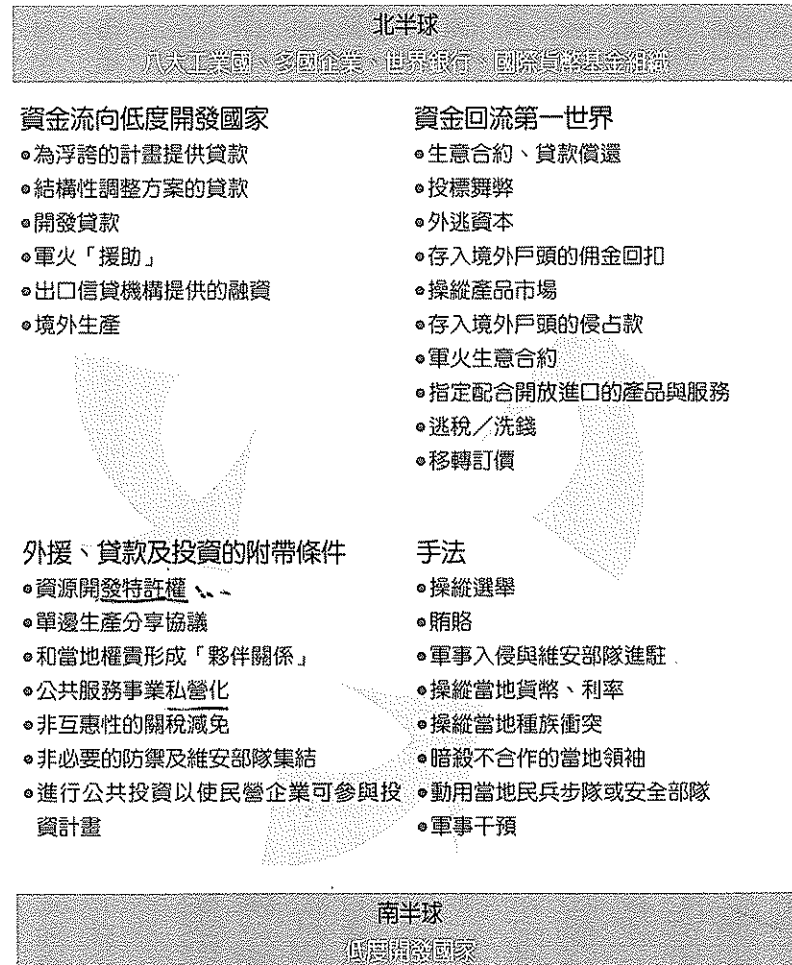 北半球
八大工業國、多國企業、世界銀行、國際貨幣基金組織
資金流向低度開發國家
•為浮誇的計畫提供貸款
•結構性調整方案的貸款
•開發貸款
•軍火「援助」
•出口信貸機構提供的融資
•境外生產
資金回流第一世界
•生意合約、貸款償還
•投標舞弊
•外逃資本
•存入境外戶頭的佣金回扣
•操縱產品市場
•存入境外戶頭的侵占款
•軍火生意合約
•指定配合開放進口的產品與服務
•逃稅／洗錢
•移轉訂價
外援、貸款及投資的附帶條件
•資源開發特許權
•單邊生產分享協議
•和當地權貴形成「夥伴關係」
•公共服務事業私營化
•非互惠性的關稅減免
•非必要的防禦及維安部隊集結
•進行公共投資以使民營企業可參與投
資計畫
手法
•操縱選舉
•賄賂
•軍事入侵與維安部隊進駐
•操縱當地貨幣、利率
•操縱當地種族衝突
•暗殺不合作的當地領袖
•動用當地民兵步隊或安全部隊
•軍事干預
南半球
低度開發國家